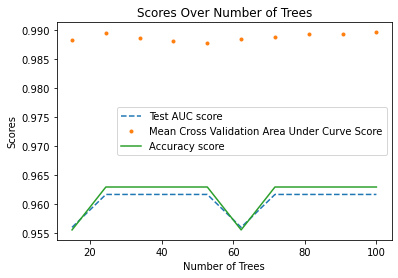 Scores Over Number of Trees
0.990
0.985
0.980
0.975
0.970
0.965
0.960
0.955
Scores
Test AUC score
Mean Cross Validation Area Under Curve Score
Accuracy score
20
40
60
80
100
Number of Trees